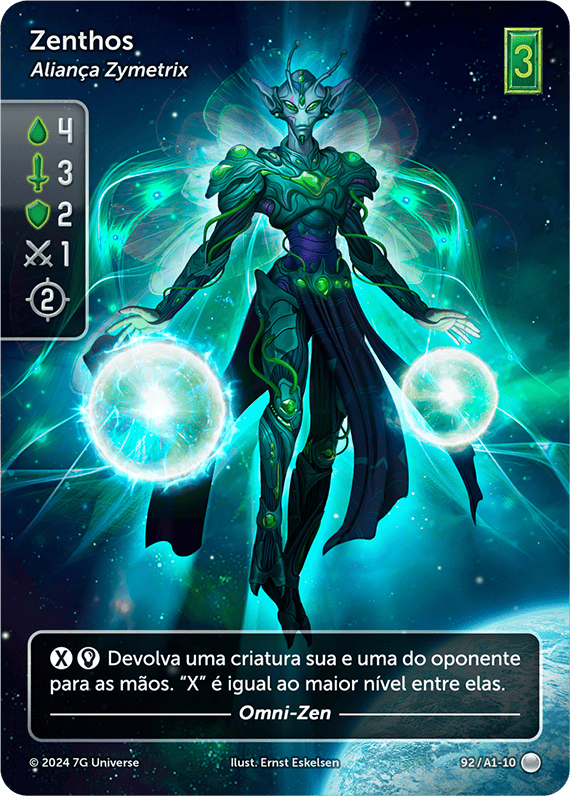 Zenthos
3
Aliança Zymetrix
4
3
2
1
2
X Devolva uma criatura sua e uma do oponente
para as mãos. “X” é igual ao maior nível entre elas.
Omni-Zen
© 2024 7G Universe
Ilust. Ernst Eskelsen
92 / A1-10